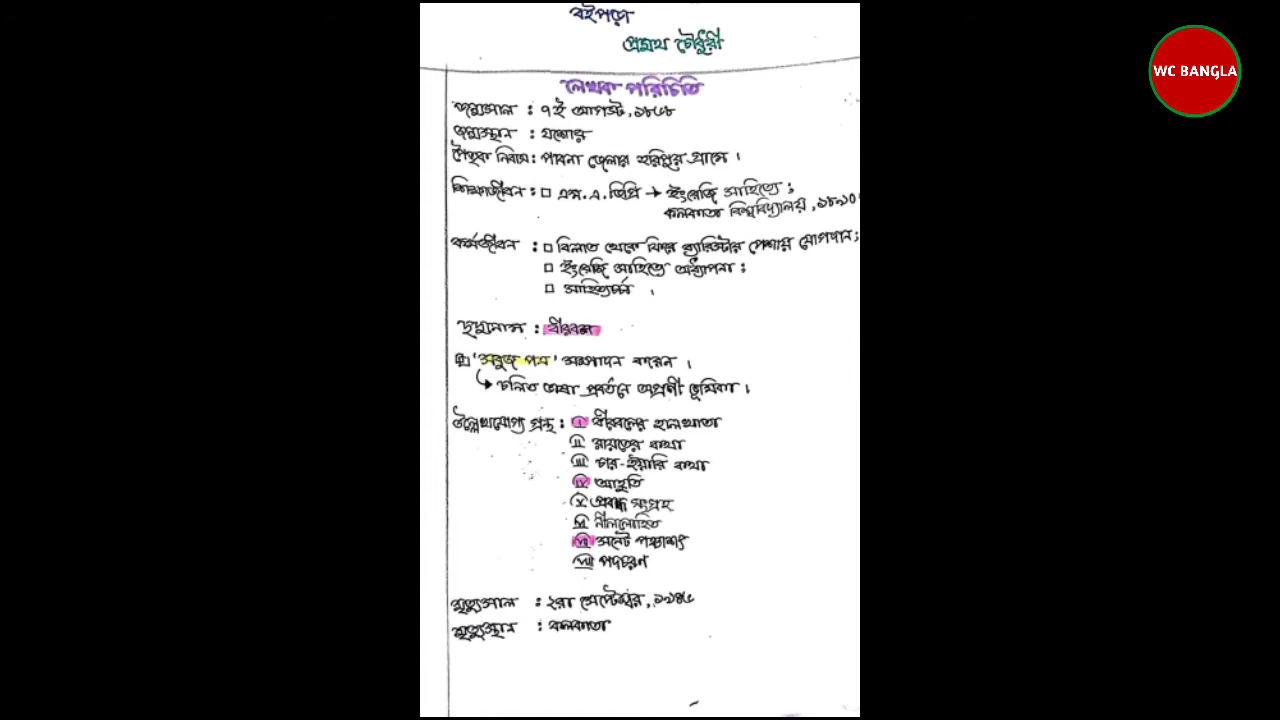 বইপড়া
প্রমথ চৌধুরী
WC BANGLA
লেখক পরিচিতি
জন্মসাল : ৭ই আগস্ট, ১৮৬৮
জন্মস্থান : যশোর
পৈতৃক নিবাস : পাবনা জেলার হরিপুর গ্রামে ।
শিক্ষাজীবন : □ এম. এ. ডিগ্রি → ইংরেজি সাহিত্যে ;
কলকাতা বিশ্ববিদ্যালয়, ১৮৯০
কর্মজীবন : □ বিলাত থেকে ফিরে ব্যারিস্টার পেশায় যোগদান ;
□ ইংরেজি সাহিত্যে অধ্যাপনা ;
□ সাহিত্যচর্চা ।
ছদ্মনাম : বীরবল
'সবুজ পত্র' সম্পাদনা করেন ।
↳ চলিত ভাষা প্রবর্তনে অগ্রণী ভূমিকা ।
উল্লেখযোগ্য গ্রন্থ : (I) বীরবলের হালখাতা
(II) রায়তের কথা
(III) চার-ইয়ারি কথা
(IV) আহুতি
(V) প্রবন্ধ সংগ্রহ
(VI) নীললোহিত
(VII) সনেট পঞ্চাশৎ
(VIII) পদচারণ
মৃত্যুসাল : ২রা সেপ্টেম্বর, ১৯৪৬
মৃত্যুস্থান : কলকাতা